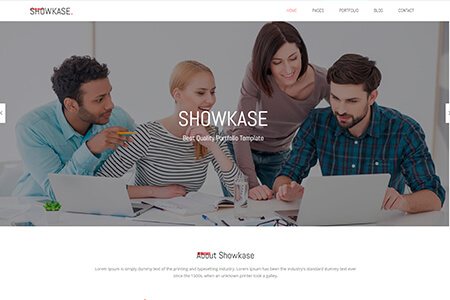 SHOWKASE.
HOME PAGES PORTFOLIO BLOG CONTACT
SHOWKASE
Best Quality Portfolio Template
About Showkase
Lorem Ipsum is simply dummy text of the printing and typesetting industry. Lorem Ipsum has been the industry's standard dummy text ever
since the 1500s, when an unknown printer took a galley.